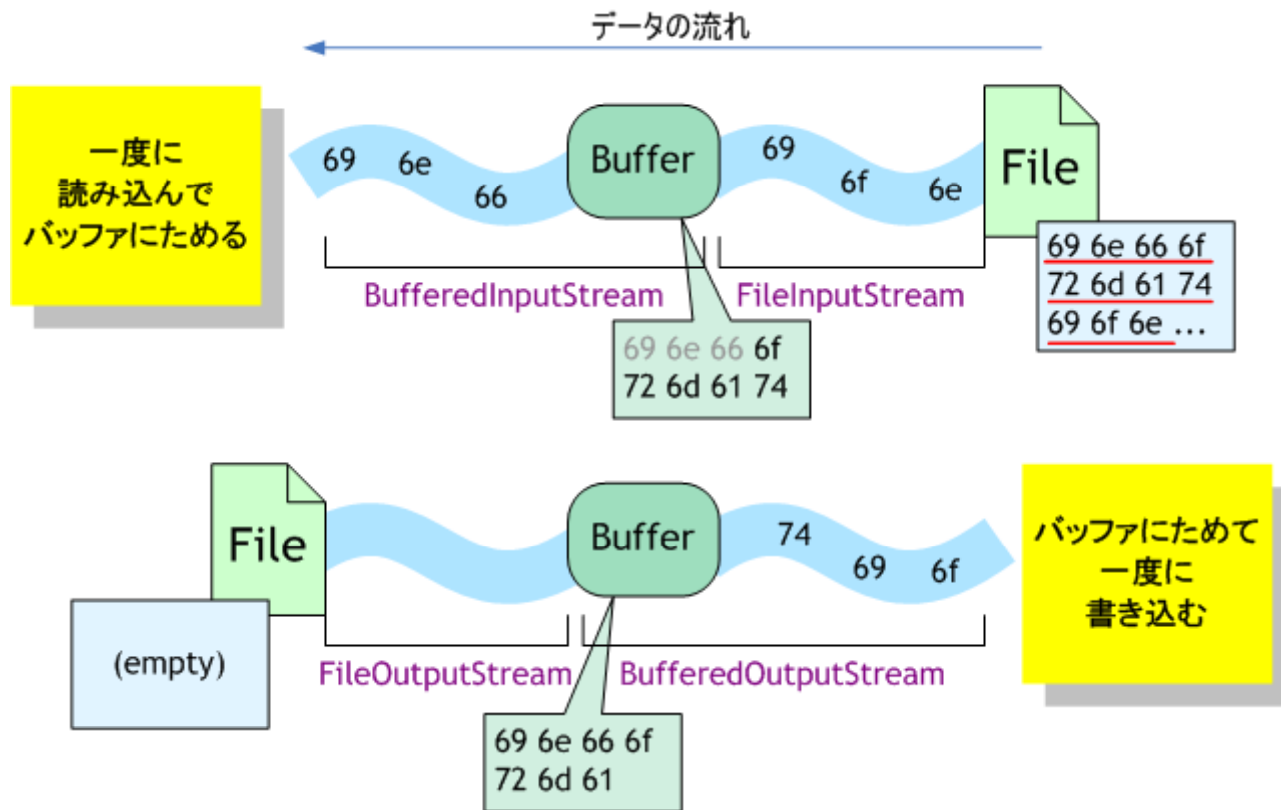 データの流れ
一度に
読み込んで
バッファにためる
69 6e 66
Buffer
69 6f 6e
File
69 6e 66 6f
72 6d 61 74
69 6f 6e ...
BufferedInputStream
FileInputStream
69 6e 66 6f
72 6d 61 74
File
(empty)
Buffer
74 69 6f
バッファにためて
一度に
書き込む
FileOutputStream
BufferedOutputStream
69 6e 66 6f
72 6d 61